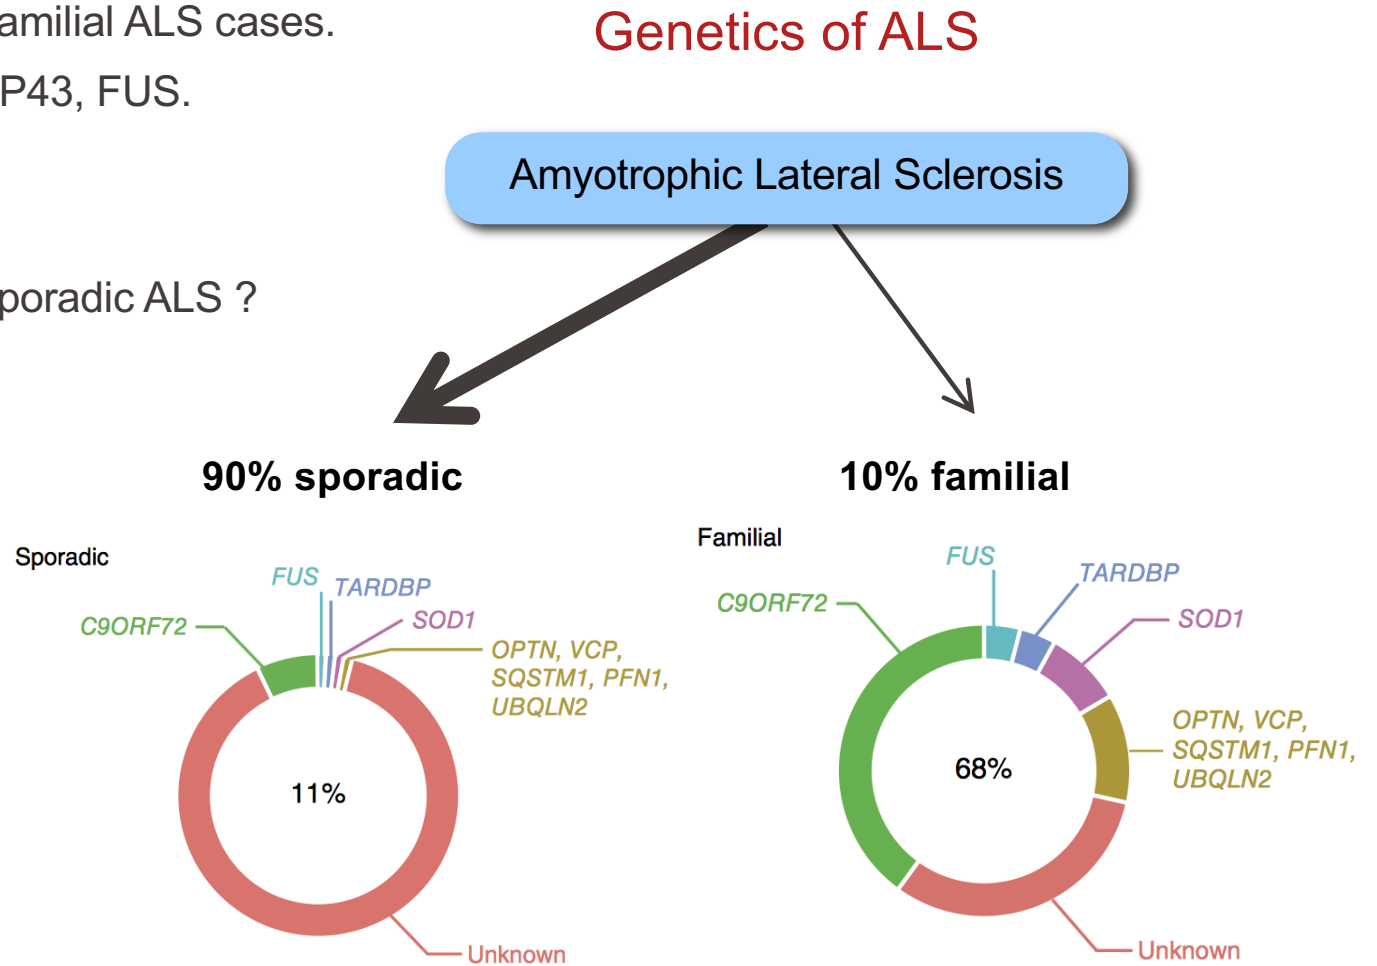 amilial ALS cases.
Genetics of ALS
P43, FUS.
Amyotrophic Lateral Sclerosis
poradic ALS ?
90% sporadic
10% familial
Sporadic
FUS
TARDBP
C9ORF72
SOD1
OPTN, VCP,
SQSTM1, PFN1,
UBQLN2
11%
Unknown
Familial
FUS
TARDBP
C9ORF72
SOD1
OPTN, VCP,
SQSTM1, PFN1,
UBQLN2
68%
Unknown